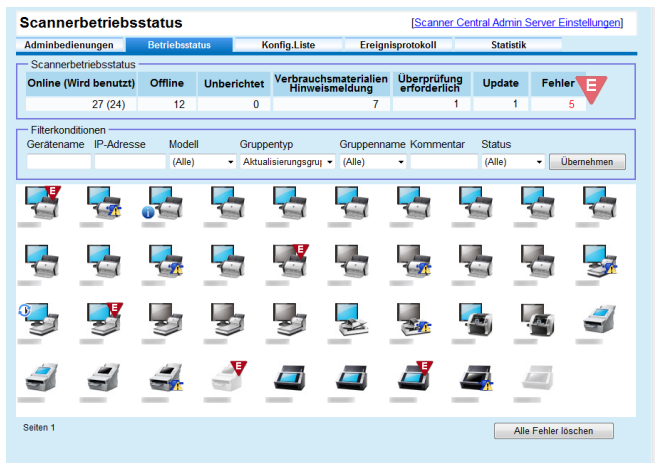 Scannerbetriebsstatus
[Scanner Central Admin Server Einstellungen]
Adminbedienungen Betriebsstatus Konfig.Liste Ereignisprotokoll Statistik
Scannerbetriebsstatus
Online (Wird benutzt) Offline Unberichtet Verbrauchsmaterialien Hinweismeldung Überprüfung erforderlich Update Fehler E
27 (24) 12 0 7 1 1 5
Filterkonditionen
Gerätename IP-Adresse Modell Gruppentyp Gruppenname Kommentar Status
(Alle) Aktualisierungsgruj (Alle) (Alle) Übernehmen
E
E
E
E E
Seiten 1
Alle Fehler löschen